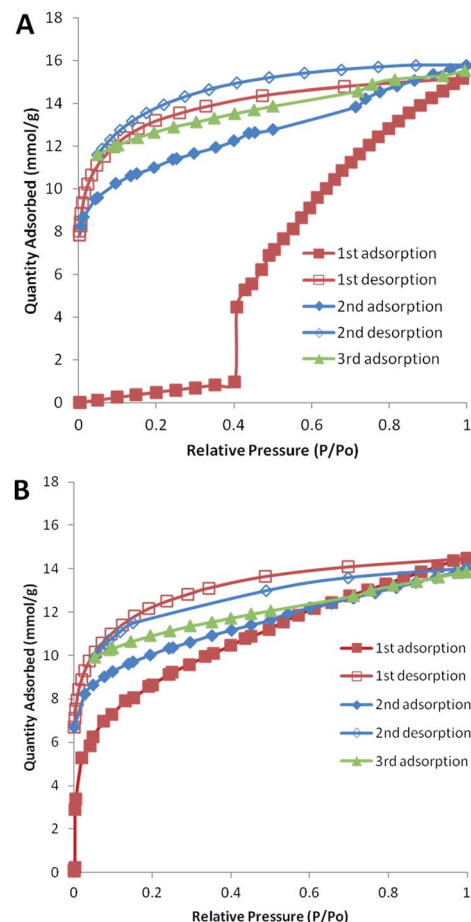 A
18
16
14
12
10
8
6
4
2
0
Quantity Adsorbed (mmol/g)
1st adsorption
1st desorption
2nd adsorption
2nd desorption
3rd adsorption
0 0.2 0.4 0.6 0.8 1
Relative Pressure (P/Po)
B
18
16
14
12
10
8
6
4
2
0
Quantity Adsorbed (mmol/g)
1st adsorption
1st desorption
2nd adsorption
2nd desorption
3rd adsorption
0 0.2 0.4 0.6 0.8 1
Relative Pressure (P/Po)